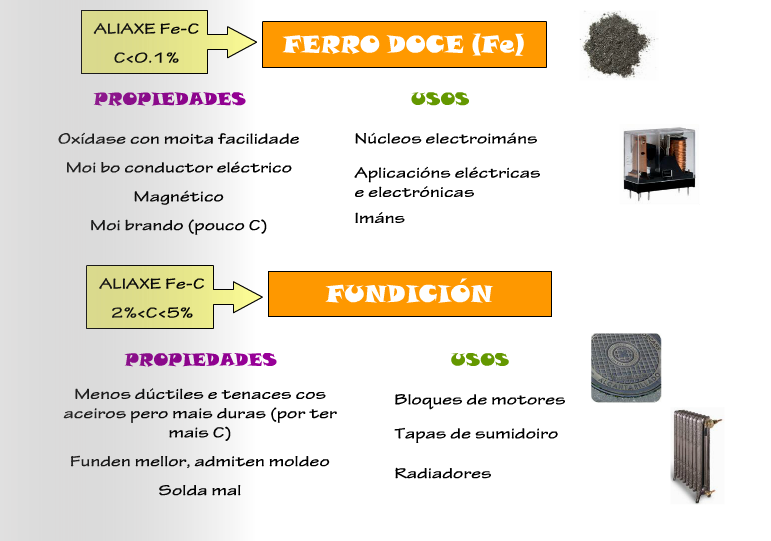 ALIAXE Fe-C
C<0.1%
FERRO DOCE (Fe)
PROPIEDADES
USOS
Oxídase con moita facilidade
Moi bo conductor eléctrico
Magnético
Moi brando (pouco C)
Núcleos electroimáns
Aplicacións eléctricas
e electrónicas
Imáns
ALIAXE Fe-C
2%<C<5%
FUNDICIÓN
PROPIEDADES
USOS
Menos dúctiles e tenaces cos
aceiros pero mais duras (por ter
mais C)
Funden mellor, admiten moldeo
Solda mal
Bloques de motores
Tapas de sumidoiro
Radiadores